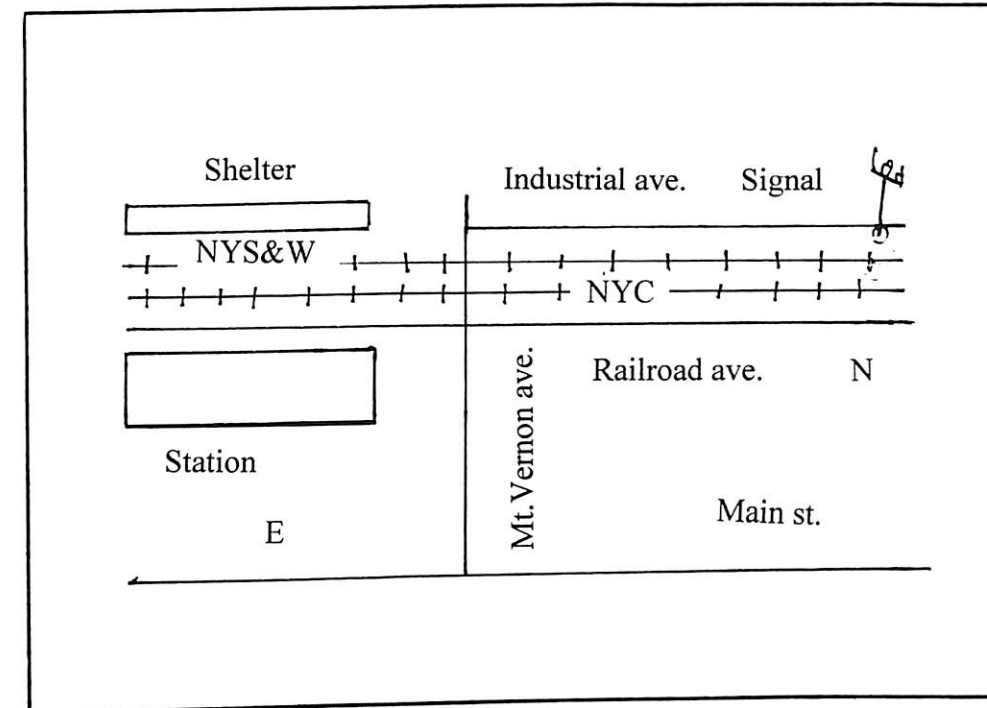 Shelter
Industrial ave. Signal
NYS&W
NYC
Mt.Vernon ave.
Railroad ave. N
Station
E
Main st.